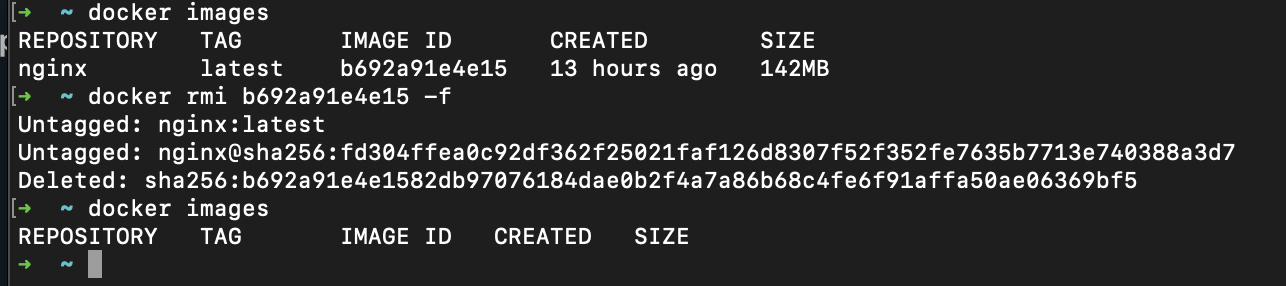 [➜  ~ docker images
REPOSITORY   TAG       IMAGE ID       CREATED        SIZE
nginx        latest    b692a91e4e15   13 hours ago   142MB
[➜  ~ docker rmi b692a91e4e15 -f
Untagged: nginx:latest
Untagged: nginx@sha256:fd304ffea0c92df362f25021faf126d8307f52f352fe7635b7713e740388a3d7
Deleted: sha256:b692a91e4e1582db97076184dae0b2f4a7a86b68c4fe6f91affa50ae06369bf5
[➜  ~ docker images
REPOSITORY   TAG       IMAGE ID   CREATED   SIZE
➜  ~